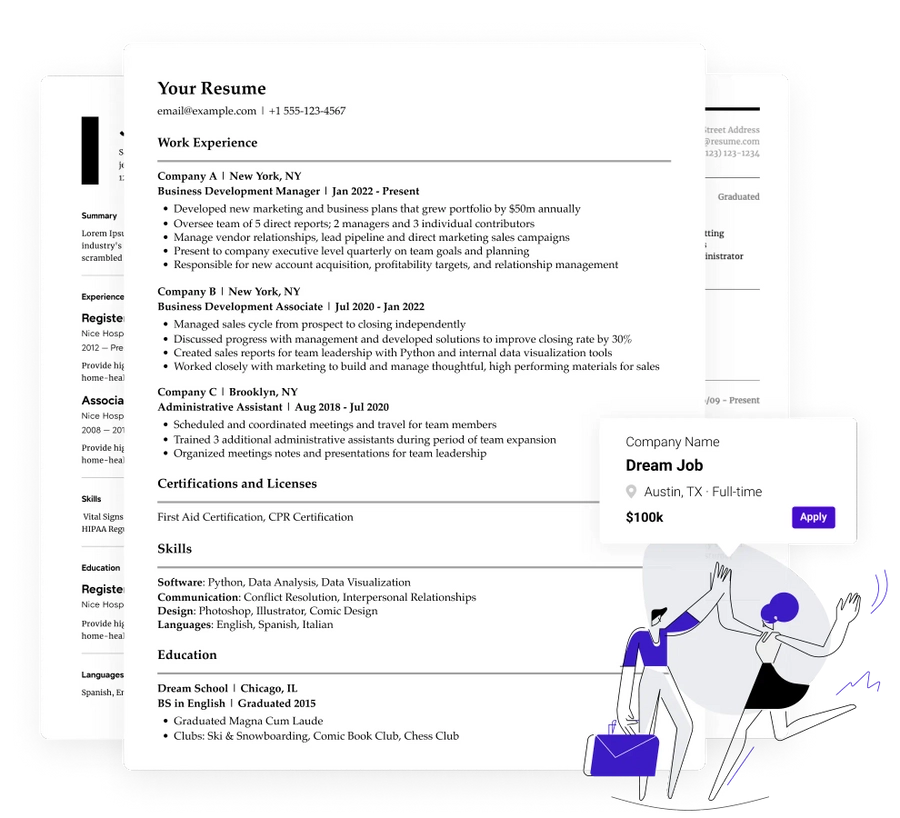 Your Resume
email@example.com | +1 555-123-4567
Work Experience
Company A | New York, NY
Business Development Manager | Jan 2022 - Present
• Developed new marketing and business plans that grew portfolio by $50m annually
• Oversee team of 5 direct reports; 2 managers and 3 individual contributors
• Manage vendor relationships, lead pipeline and direct marketing sales campaigns
• Present to company executive level quarterly on team goals and planning
• Responsible for new account acquisition, profitability targets, and relationship management
Company B | New York, NY
Business Development Associate | Jul 2020 - Jan 2022
• Managed sales cycle from prospect to closing independently
• Discussed progress with management and developed solutions to improve closing rate by 30%
• Created sales reports for team leadership with Python and internal data visualization tools
• Worked closely with marketing to build and manage thoughtful, high performing materials for sales
Company C | Brooklyn, NY
Administrative Assistant | Aug 2018 - Jul 2020
• Scheduled and coordinated meetings and travel for team members
• Trained 3 additional administrative assistants during period of team expansion
• Organized meetings notes and presentations for team leadership
Certifications and Licenses
First Aid Certification, CPR Certification
Skills
Software: Python, Data Analysis, Data Visualization
Communication: Conflict Resolution, Interpersonal Relationships
Design: Photoshop, Illustrator, Comic Design
Languages: English, Spanish, Italian
Education
Dream School | Chicago, IL
BS in English | Graduated 2015
• Graduated Magna Cum Laude
• Clubs: Ski & Snowboarding, Comic Book Club, Chess Club
Summary
Lorem Ipsu
industry's
scrambled
Experience
Registe
Nice Hosp
2012 — Pre
Provide hig
home-heal
Associa
Nice Hosp
2008 — 201
Provide hig
home-heal
Skills
Vital Signs
HIPAA Regu
Education
Registe
Nice Hosp
Provide hig
home-heal
Languages
Spanish, En
Street Address
@resume.com
123) 123-1234
Graduated
tting
s
inistrator
/09 – Present
Company Name
Dream Job
Austin, TX · Full-time
$100k
Apply